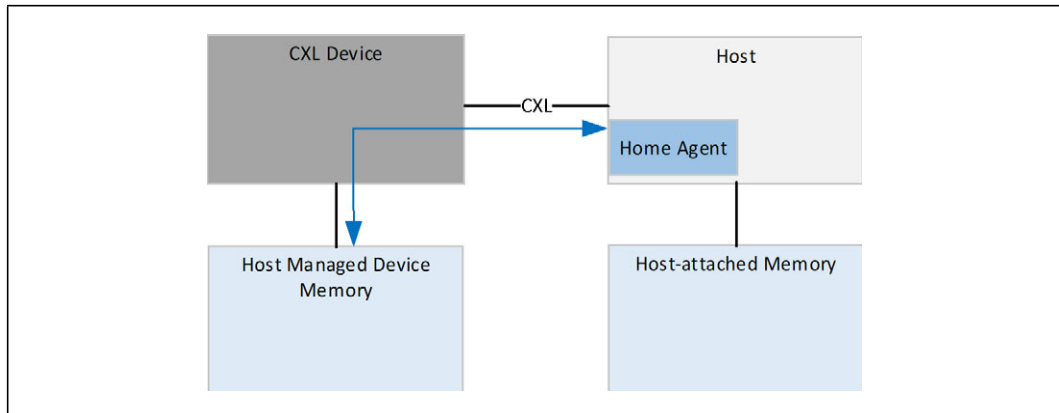 CXL Device
Host
CXL
Home Agent
Host Managed Device
Memory
Host-attached Memory